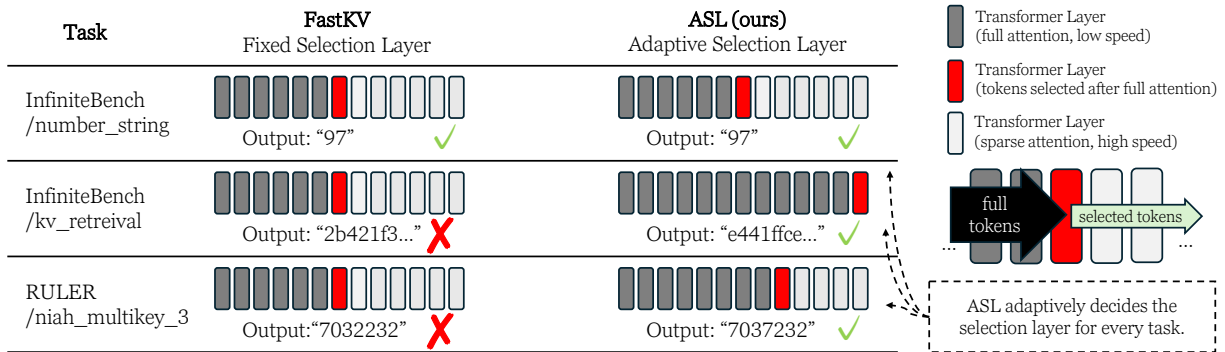 Task
FastKV
Fixed Selection Layer
ASL (ours)
Adaptive Selection Layer
InfiniteBench
/number_string
Output: “97”
Output: “97”
InfiniteBench
/kv_retreival
Output: “2b421f3...”
Output: “e441ffce...”
RULER
/niah_multikey_3
Output:“7032232”
Output: “7037232”
Transformer Layer
(full attention, low speed)
Transformer Layer
(tokens selected after full attention)
Transformer Layer
(sparse attention, high speed)
full
tokens
selected tokens
...
...
ASL adaptively decides the
selection layer for every task.